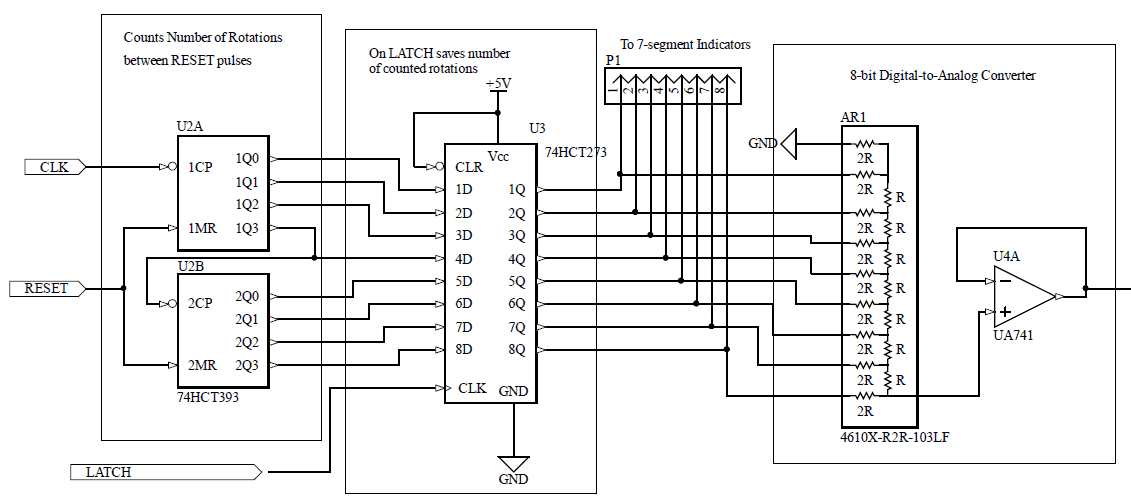 Counts Number of Rotations
between RESET pulses
On LATCH saves number
of counted rotations
To 7-segment Indicators
8-bit Digital-to-Analog Converter
P1
1 2 3 4 5 6 7 8
+5V
U2A
CLK
1CP
1MR
1Q0
1Q1
1Q2
1Q3
U2B
RESET
2CP
2MR
2Q0
2Q1
2Q2
2Q3
74HCT393
LATCH
U3
74HCT273
Vcc
CLR
1D
2D
3D
4D
5D
6D
7D
8D
CLK
1Q
2Q
3Q
4Q
5Q
6Q
7Q
8Q
GND
GND
AR1
GND
2R
2R
R
2R
R
2R
R
2R
R
2R
R
2R
R
2R
R
2R
4610X-R2R-103LF
U4A
−
+
UA741